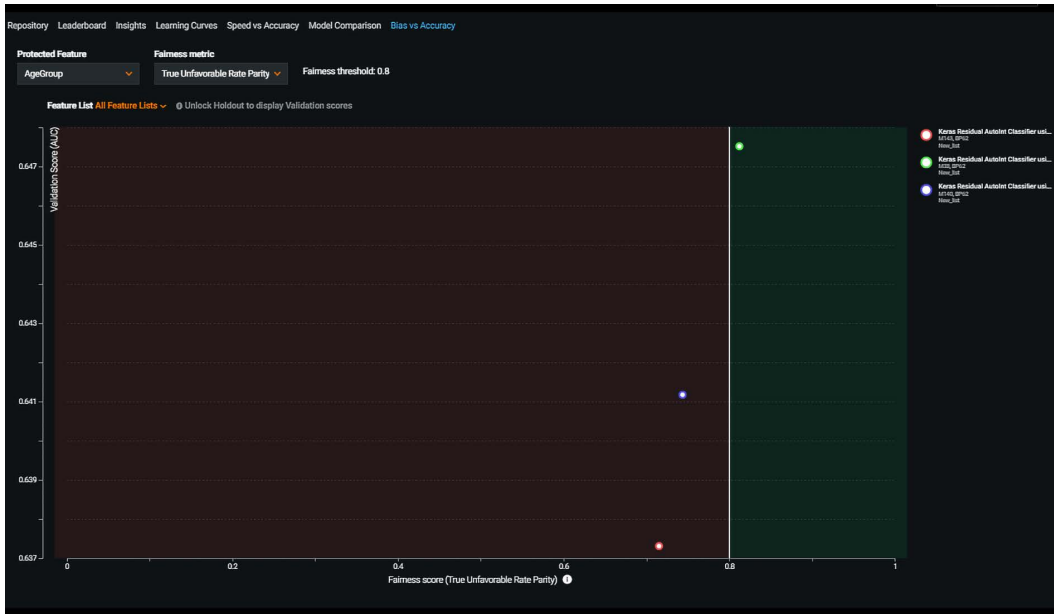 Repository Leaderboard Insights Learning Curves Speed vs Accuracy Model Comparison Bias vs Accuracy
Protected Feature Fairness metric
AgeGroup True Unfavorable Rate Parity Fairness threshold: 0.8
Feature List All Feature Lists Unlock Holdout to display Validation scores
Validation Score (AUC)
0.647
0.645
0.643
0.641
0.639
0.637
0 0.2 0.4 0.6 0.8 1
Fairness score (True Unfavorable Rate Parity)
Keras Residual AutoInt Classifier usi...
M143, BP62
New_list
Keras Residual AutoInt Classifier usi...
BP62
New_list
Keras Residual AutoInt Classifier usi...
M140, BP62
New_list